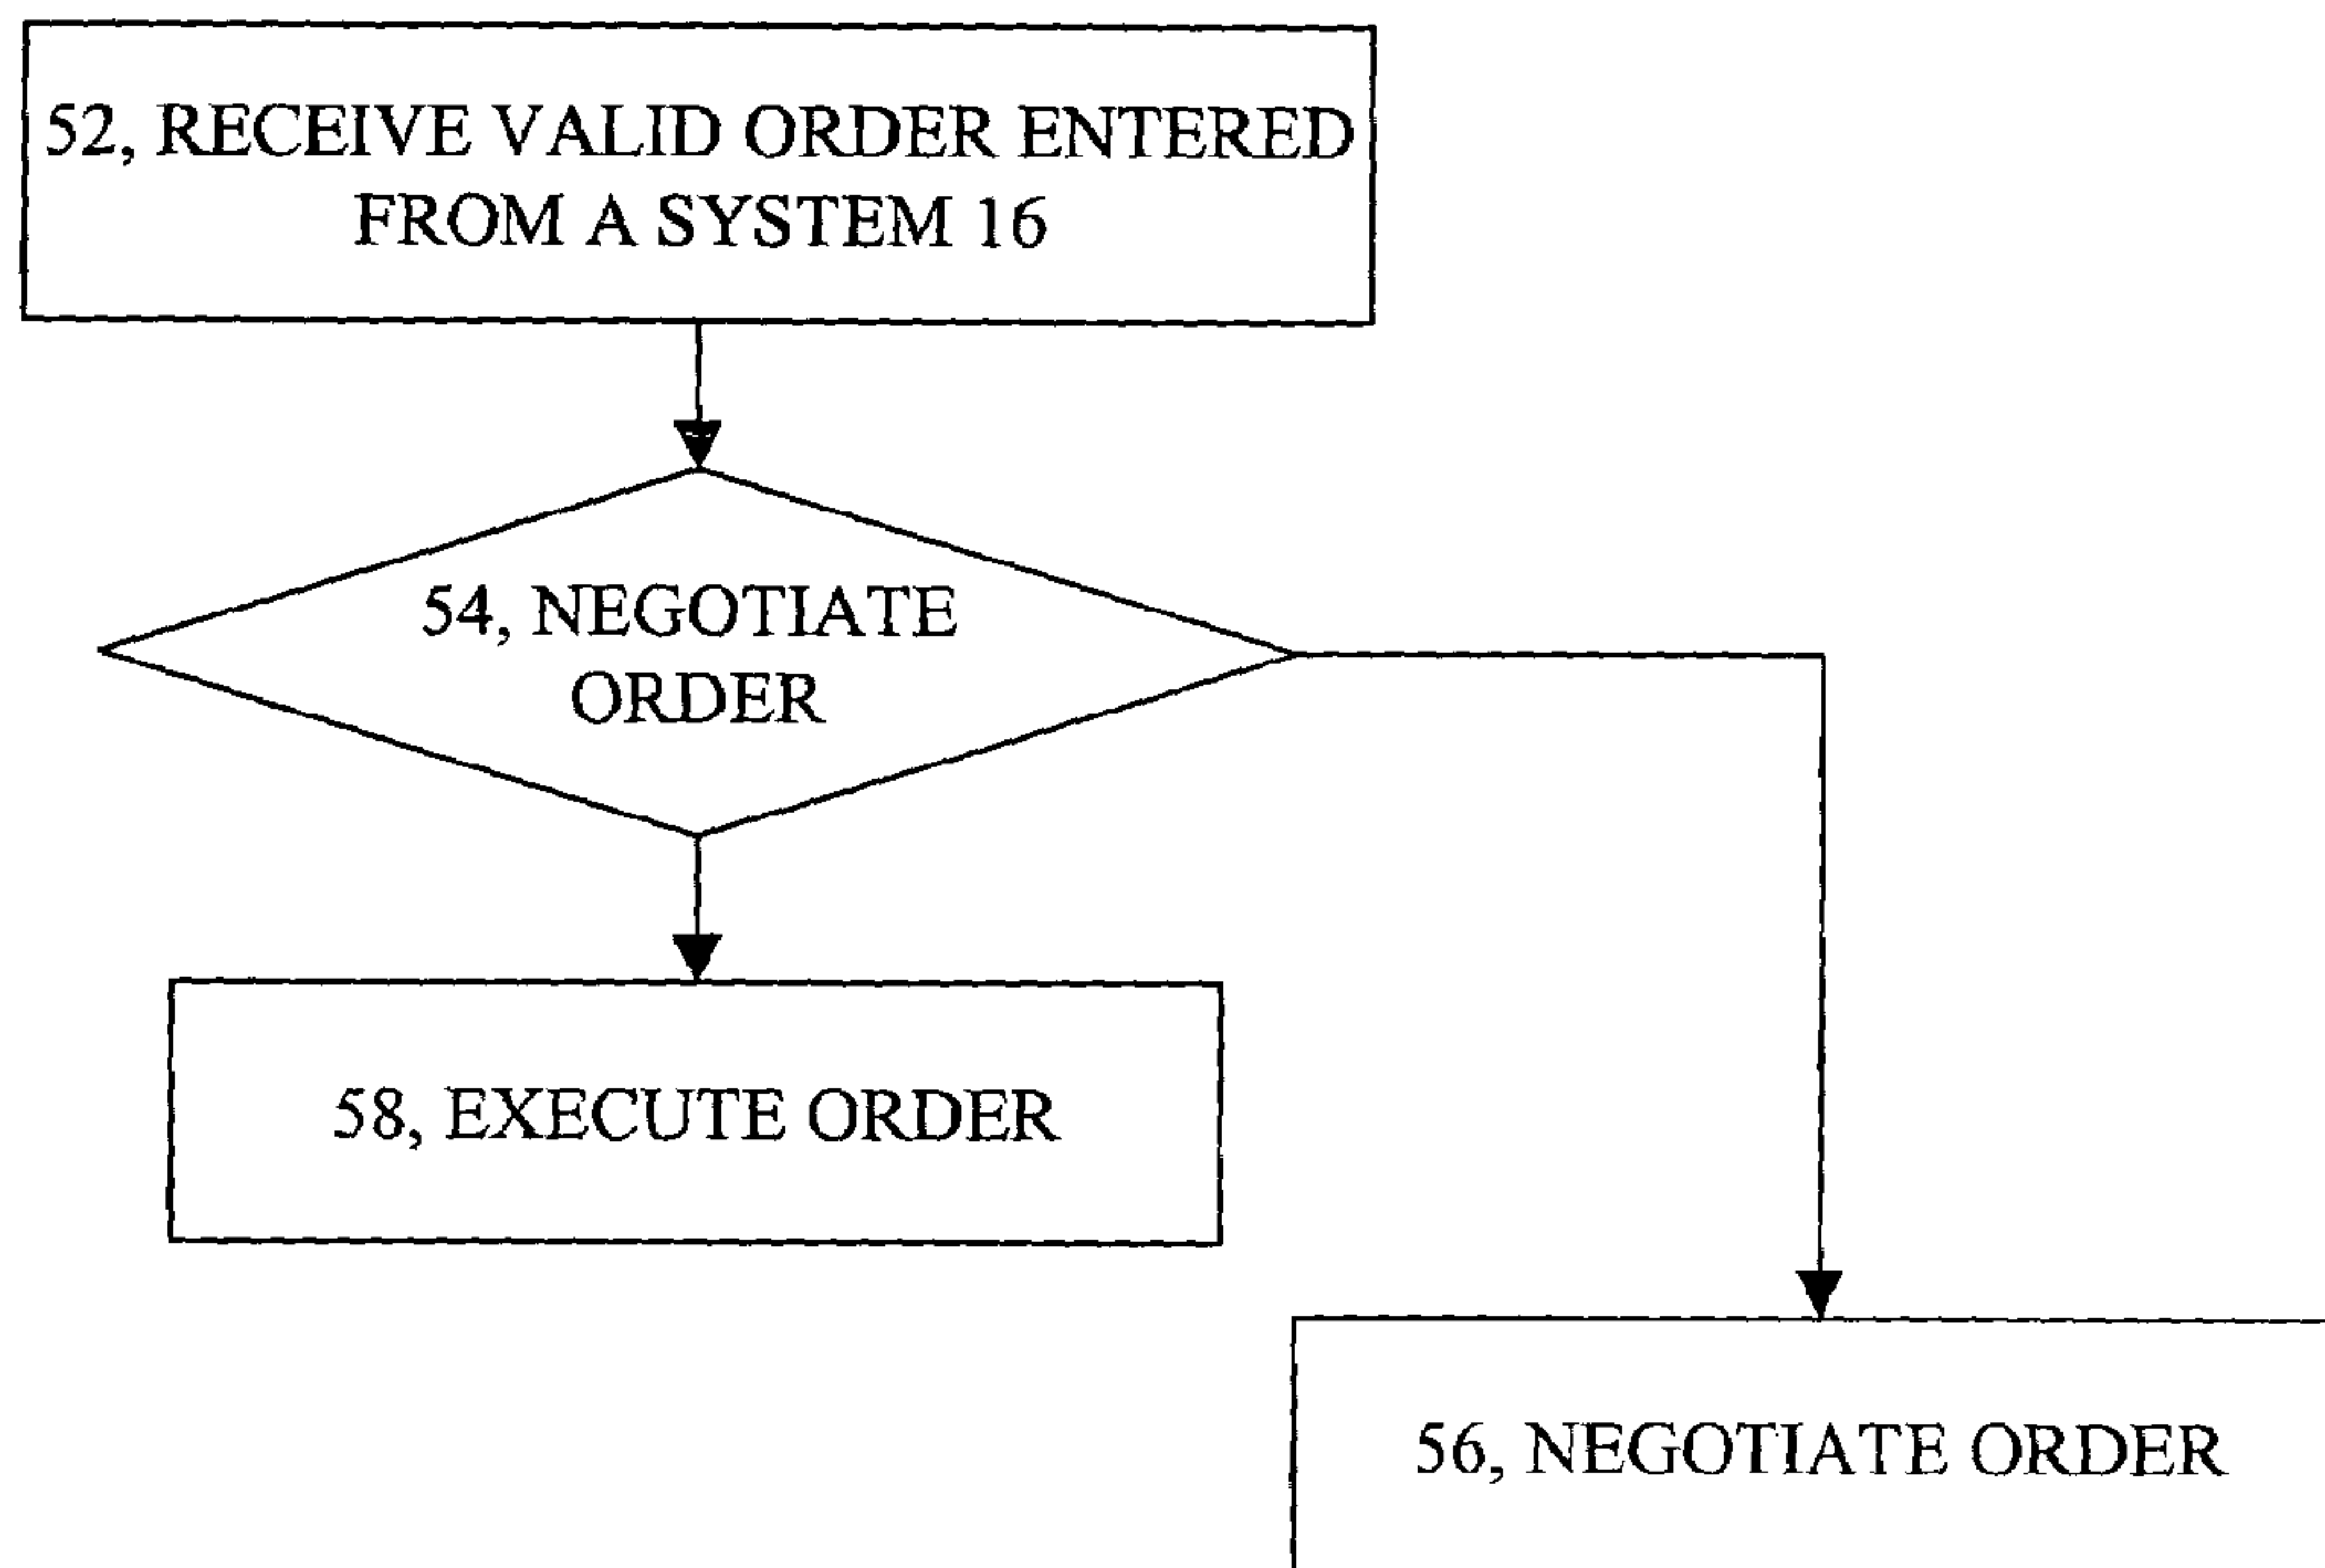 52, RECEIVE VALID ORDER ENTERED
FROM A SYSTEM 16
54, NEGOTIATE
ORDER
58, EXECUTE ORDER
56, NEGOTIATE ORDER